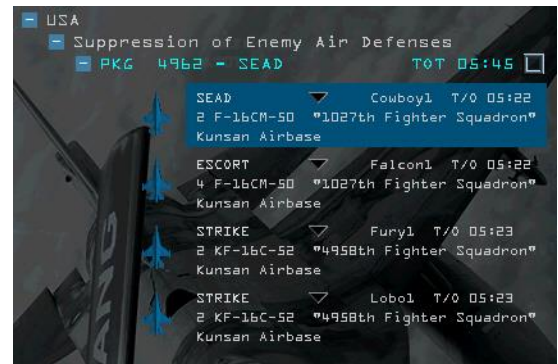 USA
Suppression of Enemy Air Defenses
PKG 4962 - SEAD TOT 05:45
SEAD Cowboy1 T/O 05:22
2 F-16CM-50 "1027th Fighter Squadron"
Kunsan Airbase
ESCORT Falcon1 T/O 05:22
4 F-16CM-50 "1027th Fighter Squadron"
Kunsan Airbase
STRIKE Fury1 T/O 05:23
2 KF-16C-52 "4958th Fighter Squadron"
Kunsan Airbase
STRIKE Lobo1 T/O 05:23
2 KF-16C-52 "4958th Fighter Squadron"
Kunsan Airbase
ANG